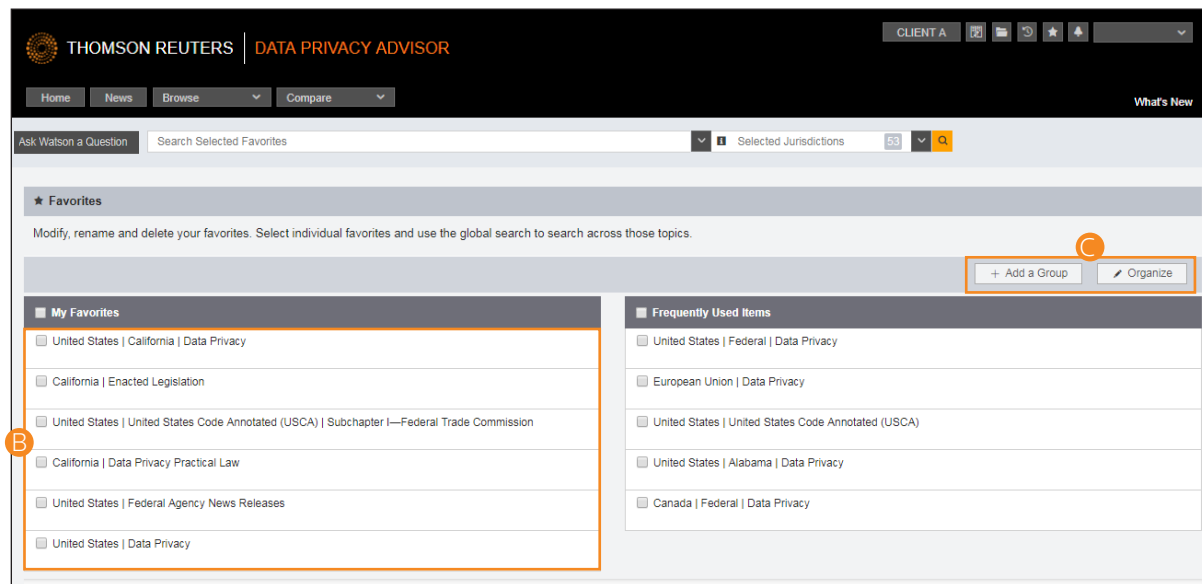 THOMSON REUTERS DATA PRIVACY ADVISOR
CLIENT A
Home News Browse Compare
What's New
Ask Watson a Question Search Selected Favorites Selected Jurisdictions 53
Favorites
Modify, rename and delete your favorites. Select individual favorites and use the global search to search across those topics.
C
+ Add a Group Organize
My Favorites
United States | California | Data Privacy
California | Enacted Legislation
United States | United States Code Annotated (USCA) | Subchapter I—Federal Trade Commission
B
California | Data Privacy Practical Law
United States | Federal Agency News Releases
United States | Data Privacy
Frequently Used Items
United States | Federal | Data Privacy
European Union | Data Privacy
United States | United States Code Annotated (USCA)
United States | Alabama | Data Privacy
Canada | Federal | Data Privacy